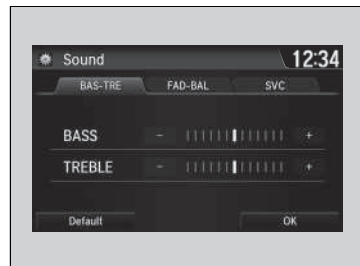 Sound 12:34
BAS-TRE FAD-BAL SVC
BASS - +
TREBLE - +
Default OK